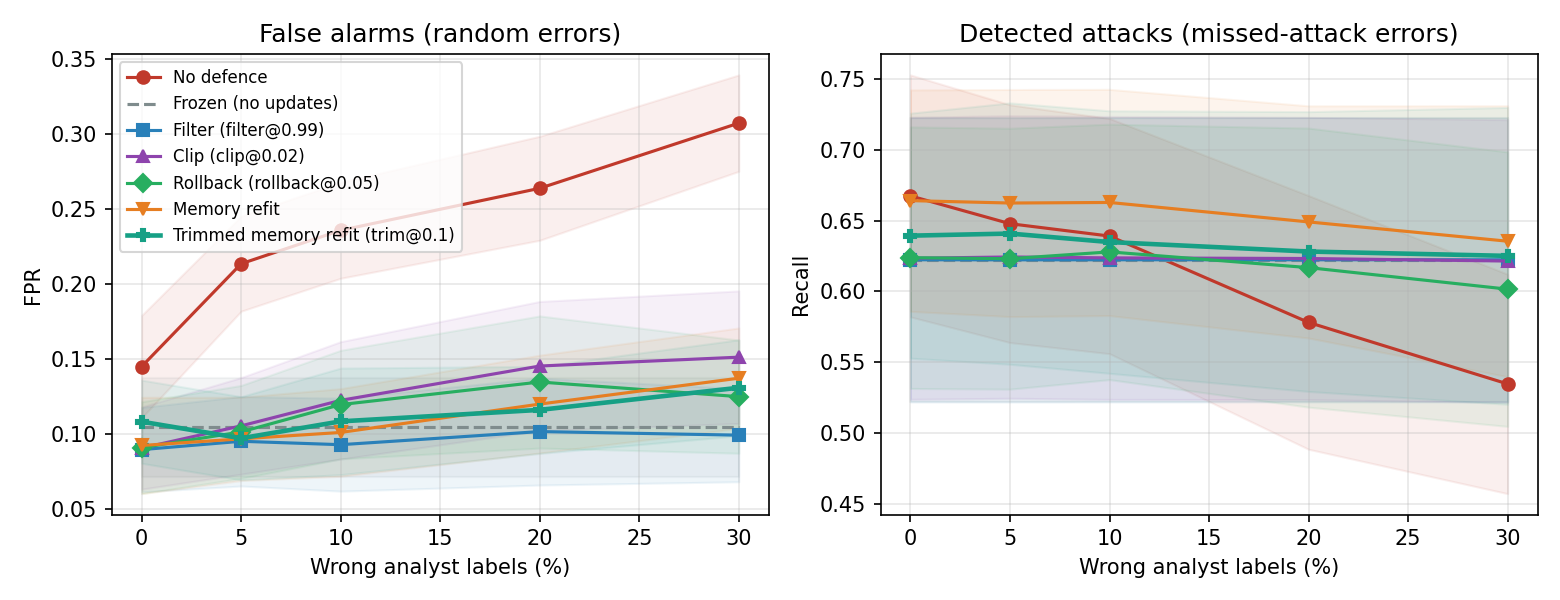 False alarms (random errors)
0.35
0.30
0.25
0.20
0.15
0.10
0.05
FPR
No defence
Frozen (no updates)
Filter (filter@0.99)
Clip (clip@0.02)
Rollback (rollback@0.05)
Memory refit
Trimmed memory refit (trim@0.1)
0 5 10 15 20 25 30
Wrong analyst labels (%)
Detected attacks (missed-attack errors)
0.75
0.70
0.65
0.60
0.55
0.50
0.45
Recall
0 5 10 15 20 25 30
Wrong analyst labels (%)